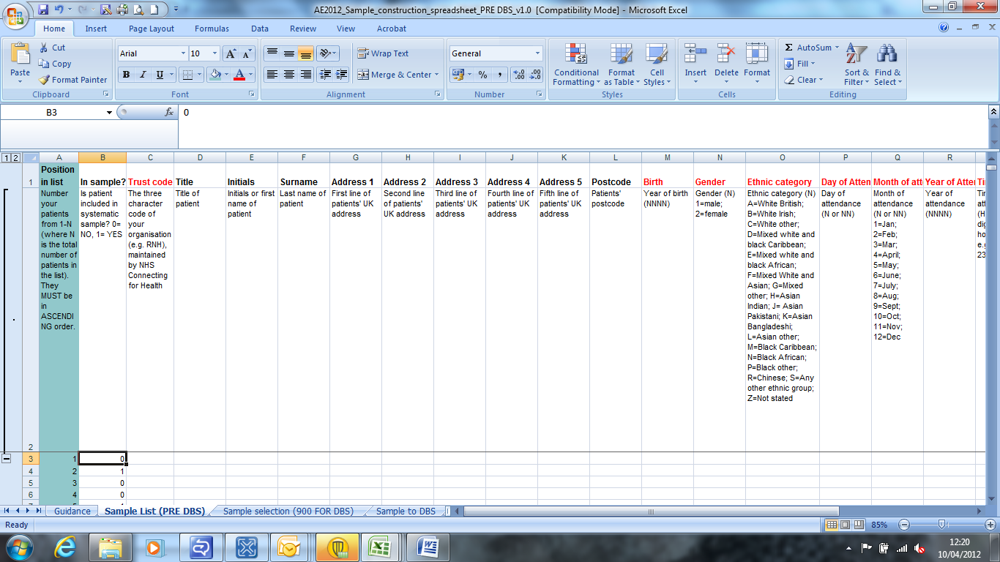 AE2012_Sample_construction_spreadsheet_PRE DBS_v1.0 [Compatibility Mode] - Microsoft Excel
Home Insert Page Layout Formulas Data Review View Acrobat
Paste
Cut
Copy
Format Painter
Clipboard
Arial 10
B I U
Font
Wrap Text
Merge & Center
Alignment
General
% , .00
Number
Conditional Formatting
Format as Table
Cell Styles
Styles
Insert Delete Format
Cells
Σ AutoSum
Fill
Clear
Sort & Filter
Find & Select
Editing
B3 fx 0
1 2 A B C D E F G H I J K L M N O P Q R
1
Position in list
In sample?
Trust code
Title
Initials
Surname
Address 1
Address 2
Address 3
Address 4
Address 5
Postcode
Birth
Gender
Ethnic category
Day of Atten
Month of att
Year of Atte
Ti
2
Number
your
patients
from 1-N
(where N
is the total
number of
patients in
the list).
They
MUST be
in
ASCENDI
NG order.
Is patient
included in
systematic
sample? 0=
NO, 1= YES
The three
character
code of
your
organisation
(e.g. RNH),
maintained
by NHS
Connecting
for Health
Title of
patient
Initials or first
name of
patient
Last name of
patient
First line of
patients' UK
address
Second line
of patients'
UK address
Third line of
patients' UK
address
Fourth line of
patients' UK
address
Fifth line of
patients' UK
address
Patients'
postcode
Year of birth
(NNNN)
Gender (N)
1=male;
2=female
Ethnic category (N)
A=White British;
B=White Irish;
C=White other;
D=Mixed white and
black Caribbean;
E=Mixed white and
black African;
F=Mixed White and
Asian; G=Mixed
other; H=Asian
Indian; J= Asian
Pakistani; K=Asian
Bangladeshi;
L=Asian other;
M=Black Caribbean;
N=Black African;
P=Black other;
R=Chinese; S=Any
other ethnic group;
Z=Not stated
Day of
attendance
(N or NN)
Month of
attendance
(N or NN)
1=Jan;
2=Feb;
3=Mar;
4=April;
5=May;
6=June;
7=July;
8=Aug;
9=Sept;
10=Oct;
11=Nov;
12=Dec
Year of
attendance
(NNNN)
Tir
att
(H
dig
ho
e.g
23
3 1 0
4 2 1
5 3 0
6 4 0
Guidance Sample List (PRE DBS) Sample selection (900 FOR DBS) Sample to DBS
Ready 85%
12:20
10/04/2012